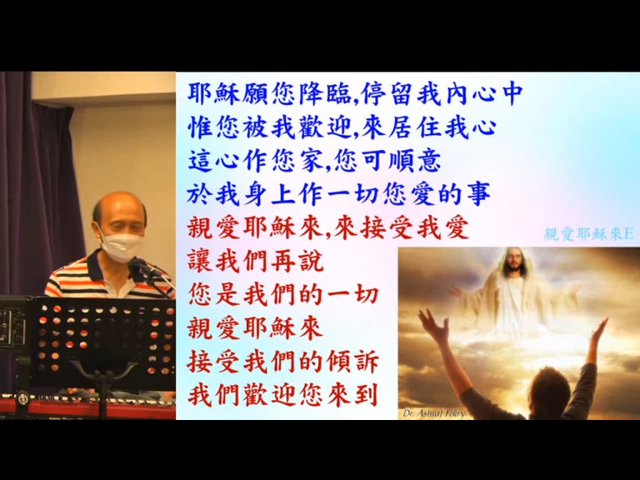 耶穌願您降臨,停留我內心中
惟您被我歡迎,來居住我心
這心作您家,您可順意
於我身上作一切您愛的事
親愛耶穌來,來接受我愛
讓我們再說
您是我們的一切
親愛耶穌來
接受我們的傾訴
我們歡迎您來到
親愛耶穌來E
Dr. Ashraf Fekry